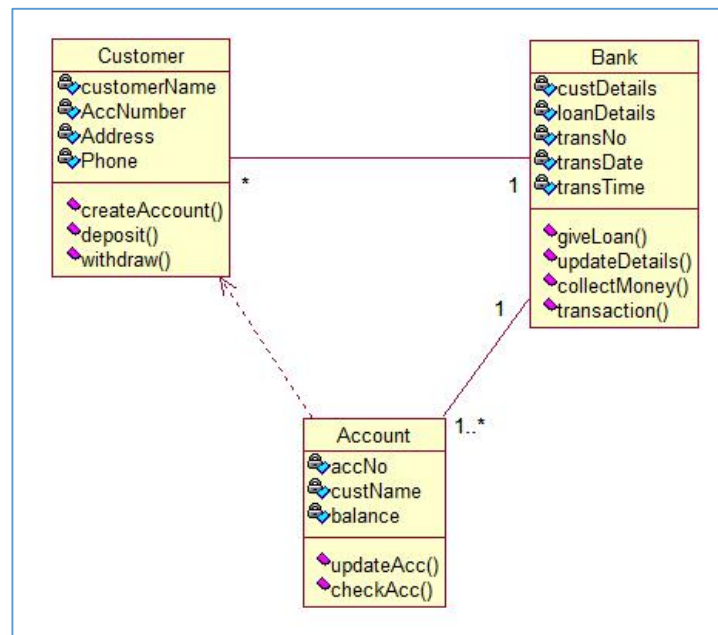 Customer
customerName
AccNumber
Address
Phone
createAccount()
deposit()
withdraw()
*
1
Bank
custDetails
loanDetails
transNo
transDate
transTime
giveLoan()
updateDetails()
collectMoney()
transaction()
1
1..*
Account
accNo
custName
balance
updateAcc()
checkAcc()